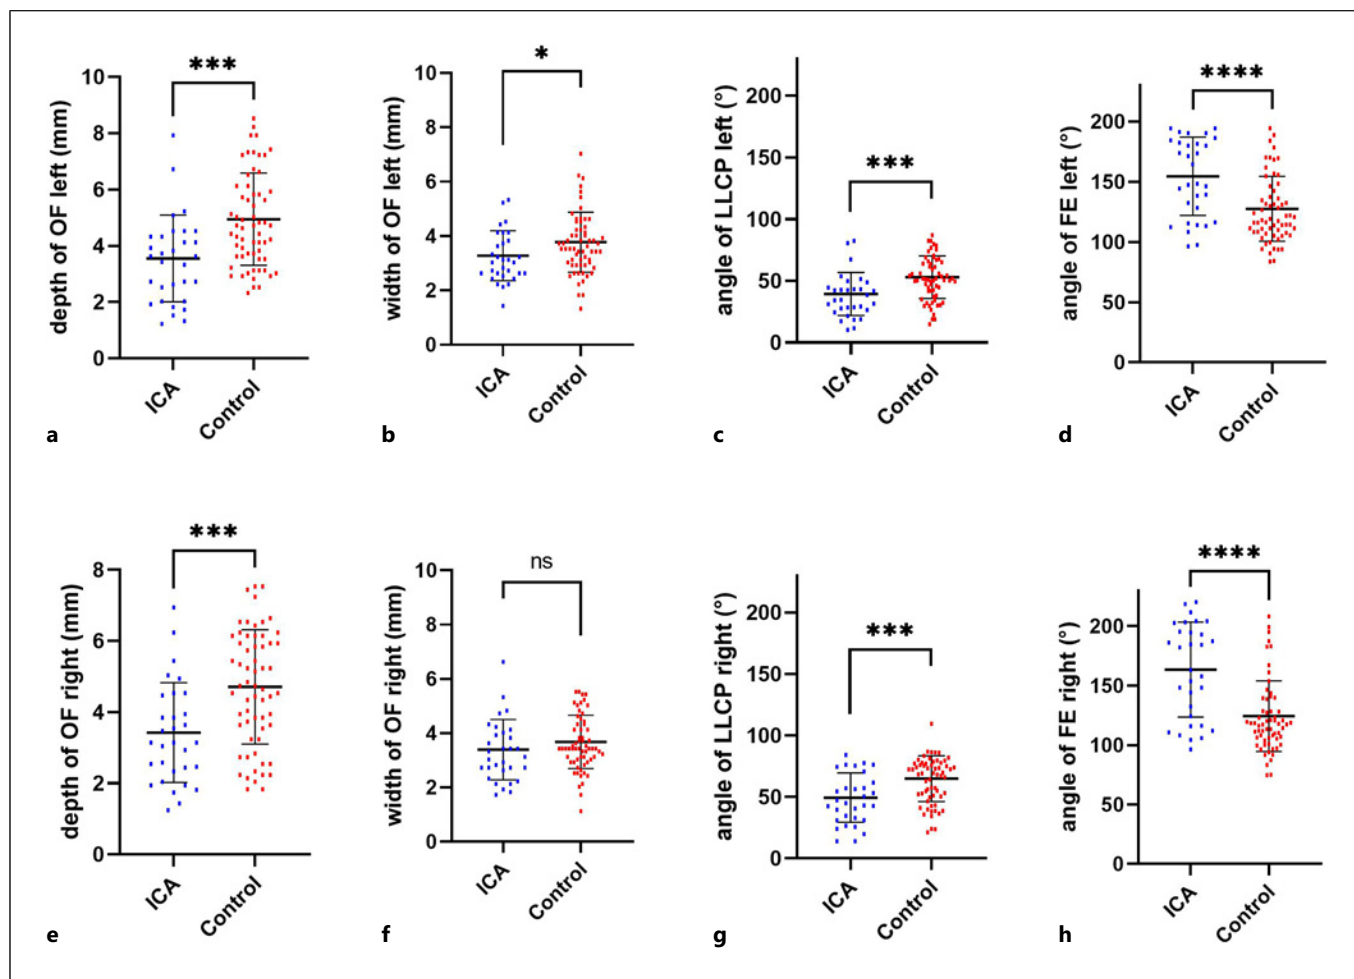 ***
10
8
6
4
2
0
depth of OF left (mm)
ICA
Control
a
*
10
8
6
4
2
0
width of OF left (mm)
ICA
Control
b
***
200
150
100
50
0
angle of LLCP left (°)
ICA
Control
c
****
200
150
100
50
0
angle of FE left (°)
ICA
Control
d
***
8
6
4
2
0
depth of OF right (mm)
ICA
Control
e
ns
10
8
6
4
2
0
width of OF right (mm)
ICA
Control
f
***
200
150
100
50
0
angle of LLCP right (°)
ICA
Control
g
****
200
150
100
50
0
angle of FE right (°)
ICA
Control
h